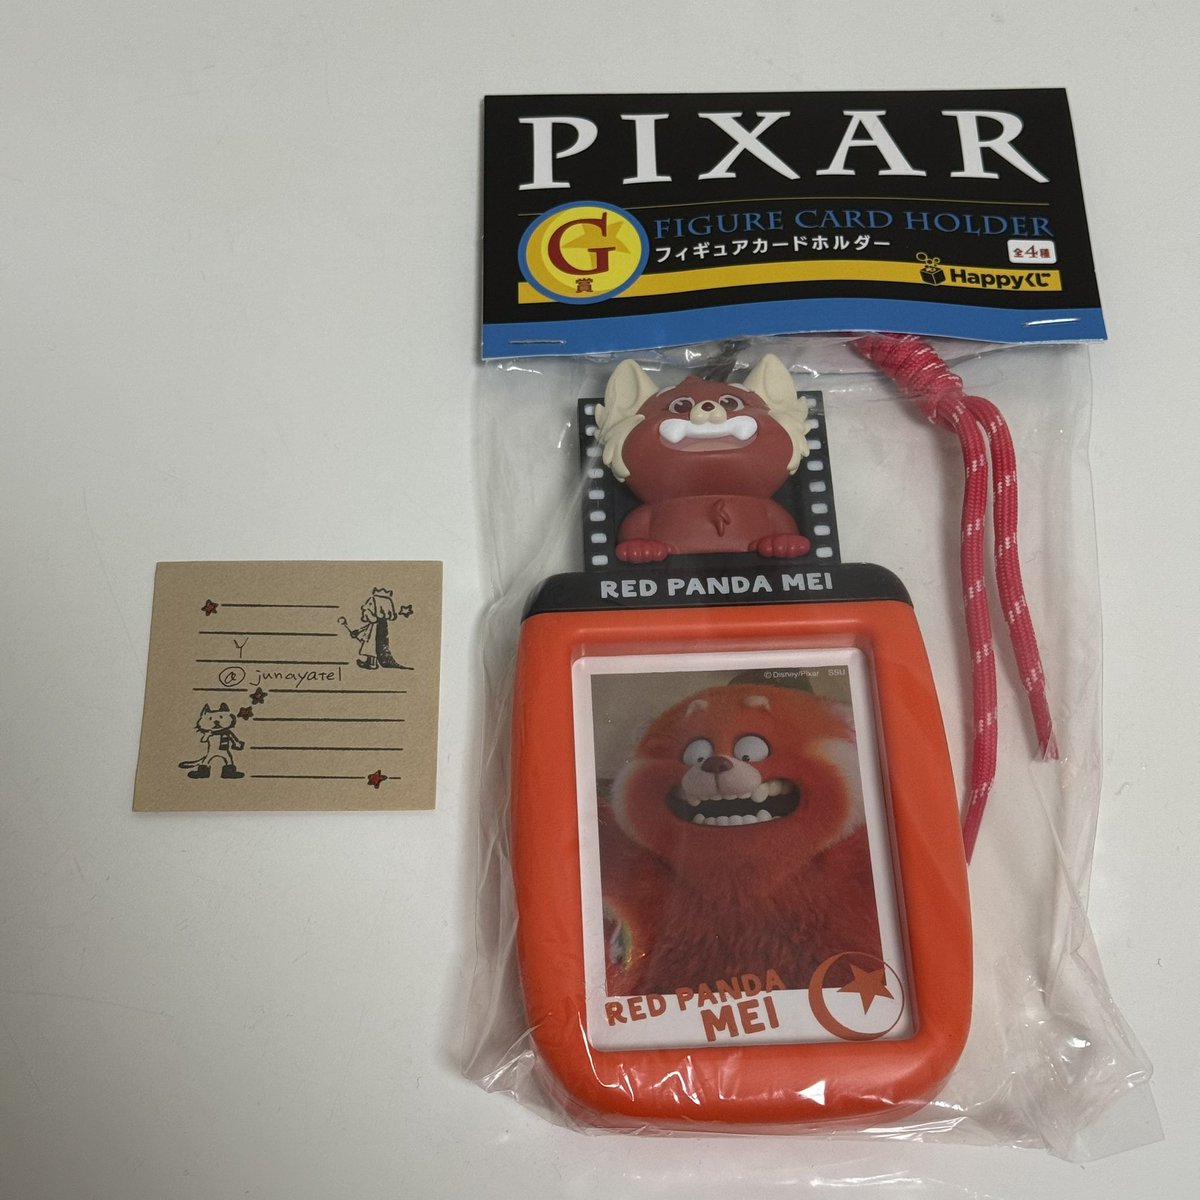 PIXAR
G賞
FIGURE CARD HOLDER
フィギュアカードホルダー
全4種
Happyくじ
RED PANDA MEI
©Disney/Pixar SSU
RED PANDA
MEI
Y
@junayatel